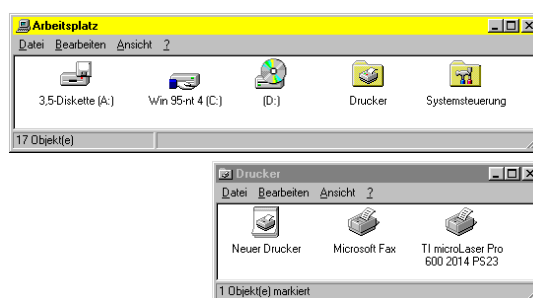 Arbeitsplatz
Datei Bearbeiten Ansicht ?
3,5-Diskette (A:) Win 95-nt 4 (C:) (D:) Drucker Systemsteuerung
17 Objekt(e)
Drucker
Datei Bearbeiten Ansicht ?
Neuer Drucker Microsoft Fax TI microLaser Pro
600 2014 PS23
1 Objekt(e) markiert